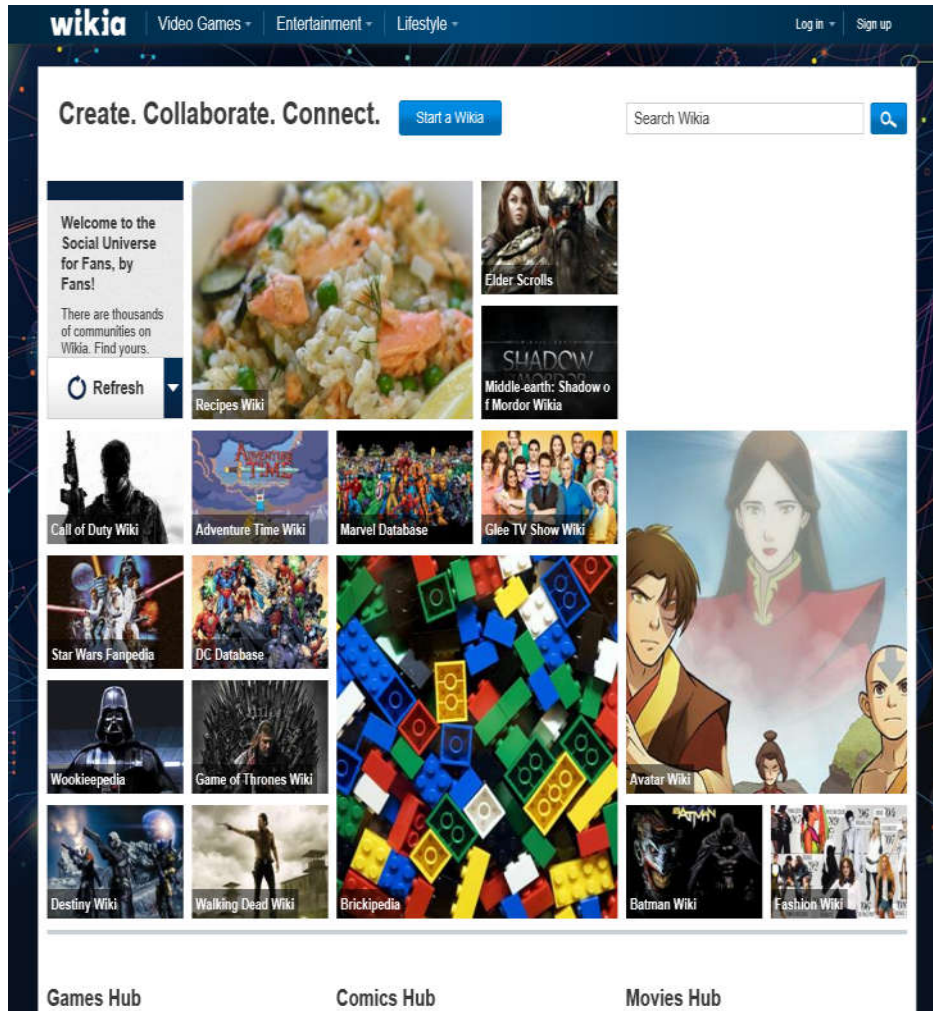 wikia
Video Games
Entertainment
Lifestyle
Log in
Sign up
Create. Collaborate. Connect.
Start a Wikia
Search Wikia
Welcome to the
Social Universe
for Fans, by
Fans!
There are thousands
of communities on
Wikia. Find yours.
Refresh
Recipes Wiki
Elder Scrolls
SHADOW
MORDOR
Middle-earth: Shadow o
f Mordor Wikia
Call of Duty Wiki
ADVENTURE
TIME
Adventure Time Wiki
Marvel Database
Glee TV Show Wiki
Star Wars Fanpedia
DC Database
Wookieepedia
Game of Thrones Wiki
Avatar Wiki
Destiny Wiki
Walking Dead Wiki
Brickipedia
BATMAN
Batman Wiki
Fashion Wiki
Games Hub
Comics Hub
Movies Hub